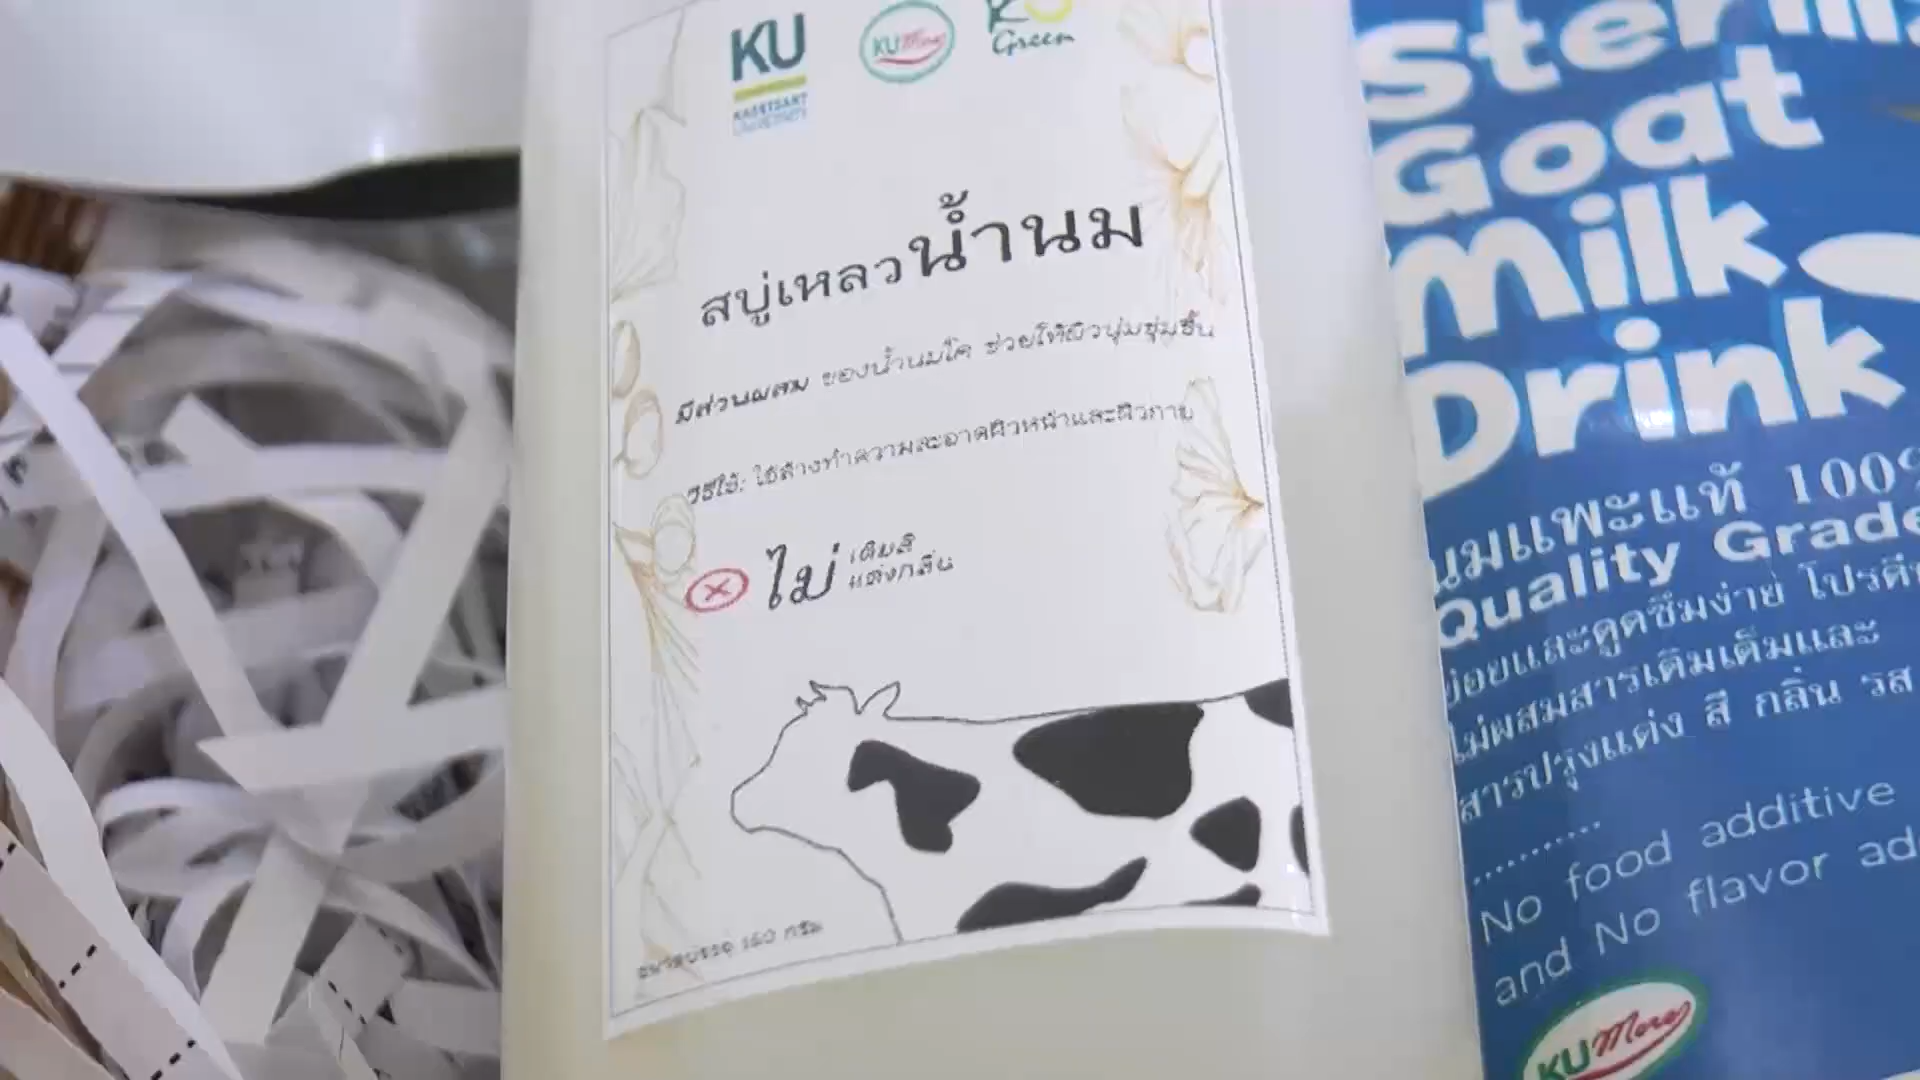 KU
KASETSART
UNIVERSITY
KU More
KU
Green
สบู่เหลวน้ำนม
มีส่วนผสม ของน้ำนมโค ช่วยให้ผิวนุ่มชุ่มชื้น
วิธีใช้: ใช้ล้างทำความสะอาดผิวหน้าและผิวกาย
ไม่ เติมสี
แต่งกลิ่น
Goat
Milk
Drink
นมแพะแท้ 100%
Quality Grade
ย่อยและดูดซึมง่าย
ไม่ผสมสารเติมเต็มและ
สารปรุงแต่ง สี กลิ่น รส
No food additive
and No flavor
KU More